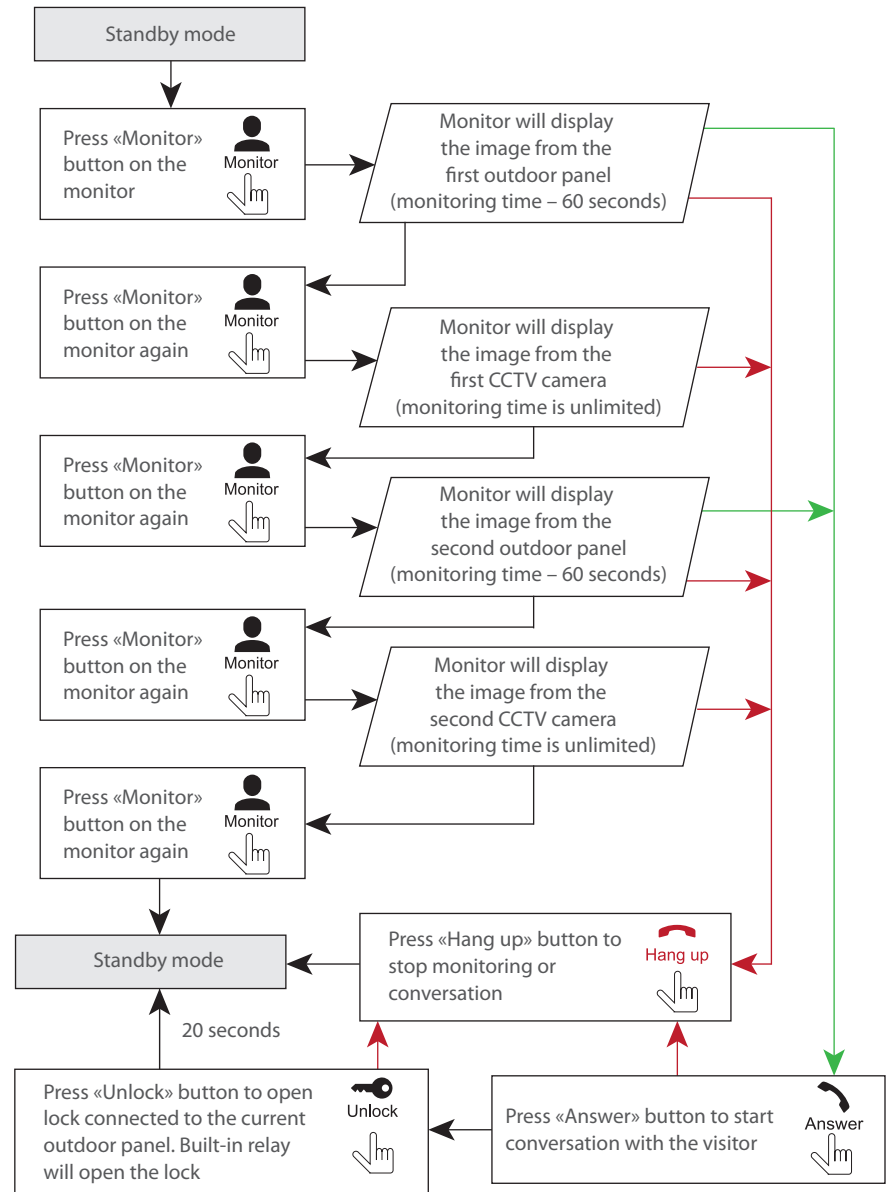 Standby mode
Press «Monitor»
button on the
monitor
Monitor
Monitor will display
the image from the
first outdoor panel
(monitoring time – 60 seconds)
Press «Monitor»
button on the
monitor again
Monitor
Monitor will display
the image from the
first CCTV camera
(monitoring time is unlimited)
Press «Monitor»
button on the
monitor again
Monitor
Monitor will display
the image from the
second outdoor panel
(monitoring time – 60 seconds)
Press «Monitor»
button on the
monitor again
Monitor
Monitor will display
the image from the
second CCTV camera
(monitoring time is unlimited)
Press «Monitor»
button on the
monitor again
Monitor
Standby mode
Press «Hang up» button to
stop monitoring or
conversation
Hang up
20 seconds
Press «Unlock» button to open
lock connected to the current
outdoor panel. Built-in relay
will open the lock
Unlock
Press «Answer» button to start
conversation with the visitor
Answer